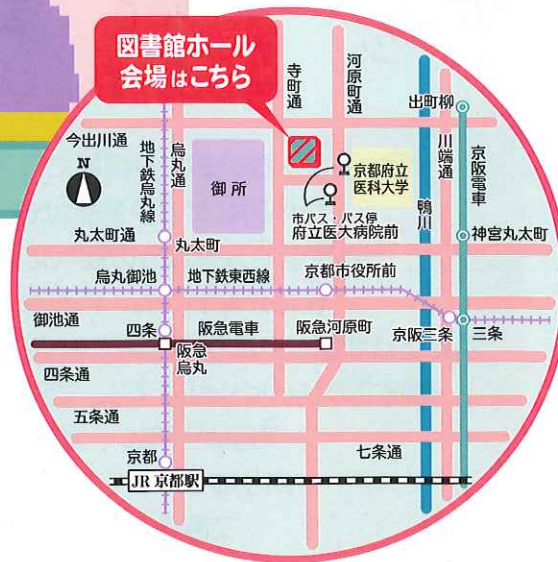 図書館ホール
会場はこちら
寺町通
河原町通
出町柳
今出川通
地下鉄烏丸線
烏丸通
御所
京都府立
医科大学
川端通
京阪電車
鴨川
N
市バス・バス停
府立医大病院前
丸太町通
丸太町
神宮丸太町
烏丸御池
地下鉄東西線
京都市役所前
御池通
四条
阪急電車
阪急河原町
京阪三条
三条
阪急
烏丸
四条通
五条通
京都
七条通
JR 京都駅